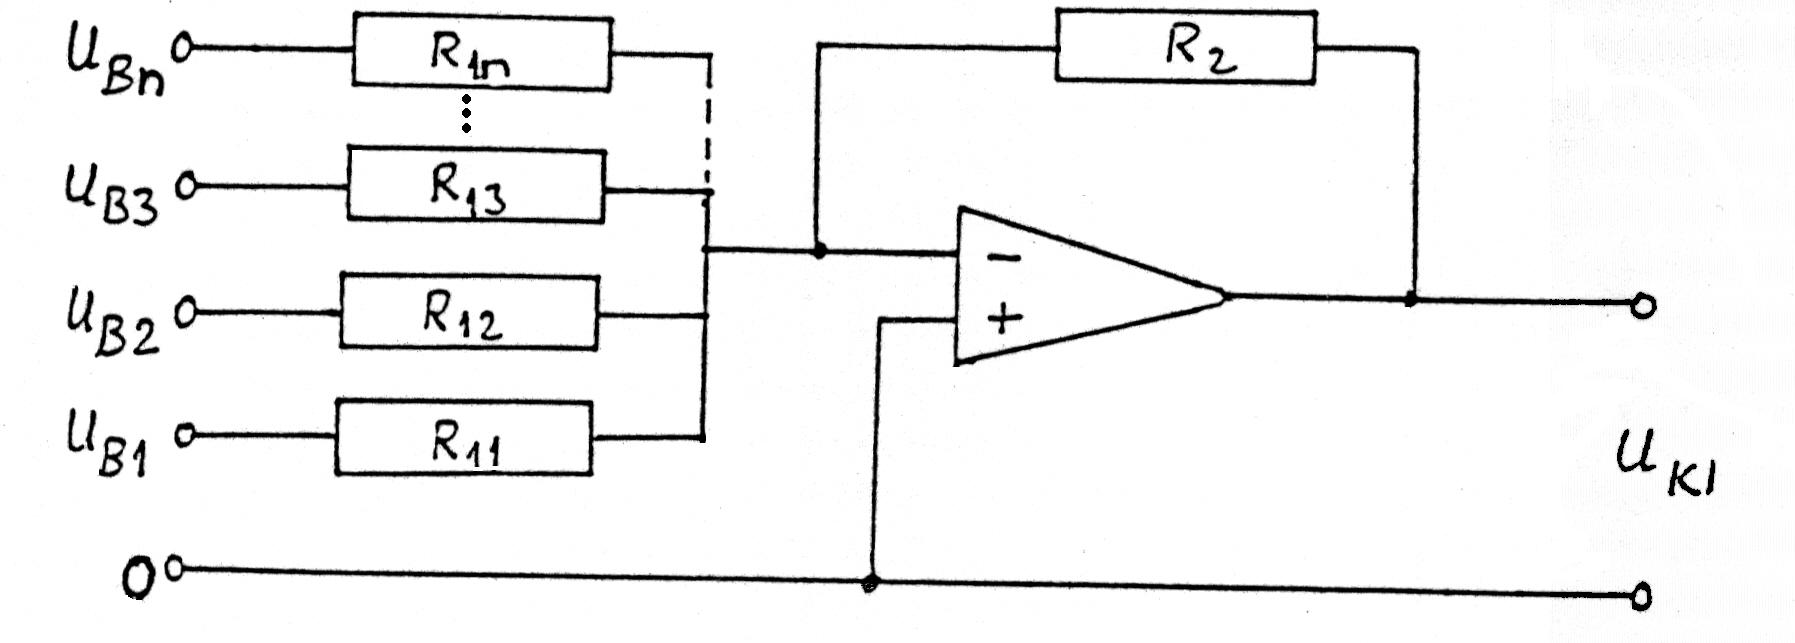 U_Bn R_1n R_2
U_B3 R_13
U_B2 R_12
U_B1 R_11
U_KI
0
−
+